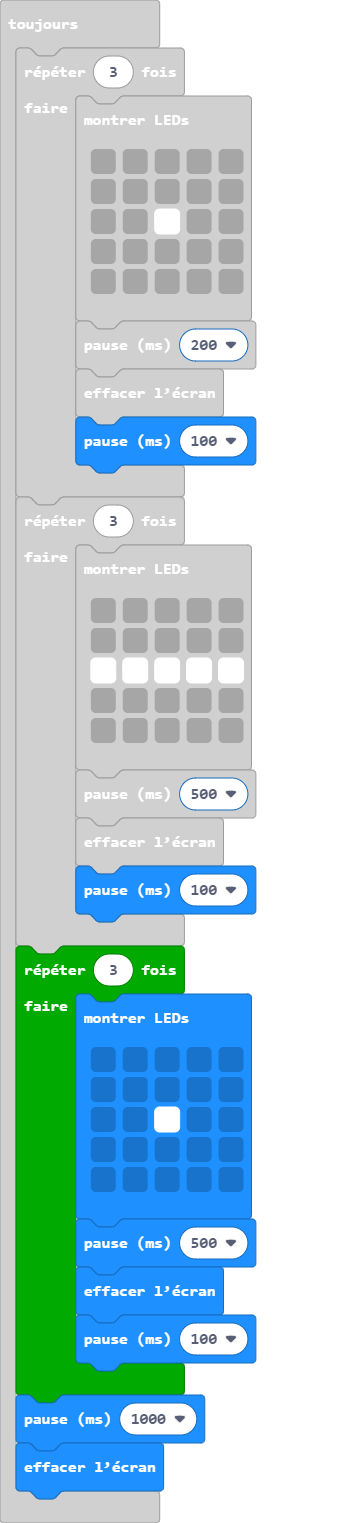 toujours
répéter 3 fois
faire
montrer LEDs
pause (ms) 200
effacer l'écran
pause (ms) 100
répéter 3 fois
faire
montrer LEDs
pause (ms) 500
effacer l'écran
pause (ms) 100
répéter 3 fois
faire
montrer LEDs
pause (ms) 500
effacer l'écran
pause (ms) 100
pause (ms) 1000
effacer l'écran